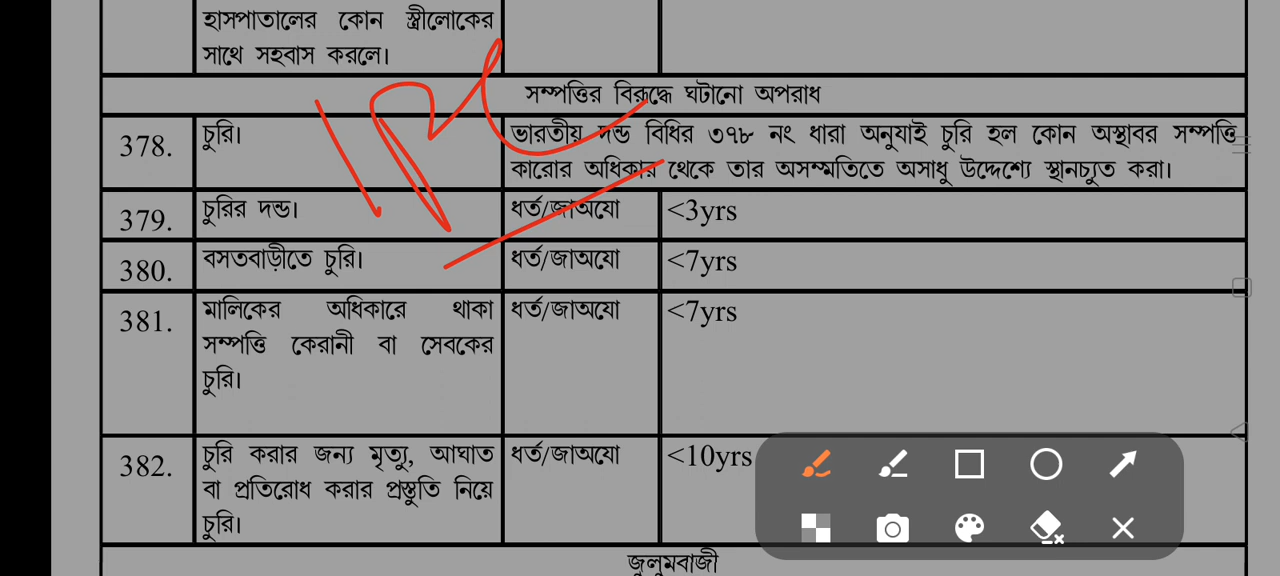 হাসপাতালের কোন স্ত্রীলোকের
সাথে সহবাস করলে।
সম্পত্তির বিরূদ্ধে ঘটানো অপরাধ
378. চুরি। ভারতীয় দন্ড বিধির ৩৭৮ নং ধারা অনুযাই চুরি হল কোন অস্থাবর সম্পত্তি
কারোর অধিকার থেকে তার অসম্মতিতে অসাধু উদ্দেশ্যে স্থানচ্যুত করা।
379. চুরির দন্ড। ধর্ত/জাঅযো <3yrs
380. বসতবাড়ীতে চুরি। ধর্ত/জাঅযো <7yrs
381. মালিকের অধিকারে থাকা ধর্ত/জাঅযো <7yrs
সম্পত্তি কেরানী বা সেবকের
চুরি।
382. চুরি করার জন্য মৃত্যু, আঘাত ধর্ত/জাঅযো <10yrs
বা প্রতিরোধ করার প্রস্তুতি নিয়ে
চুরি।
জুলুমবাজী
IPC